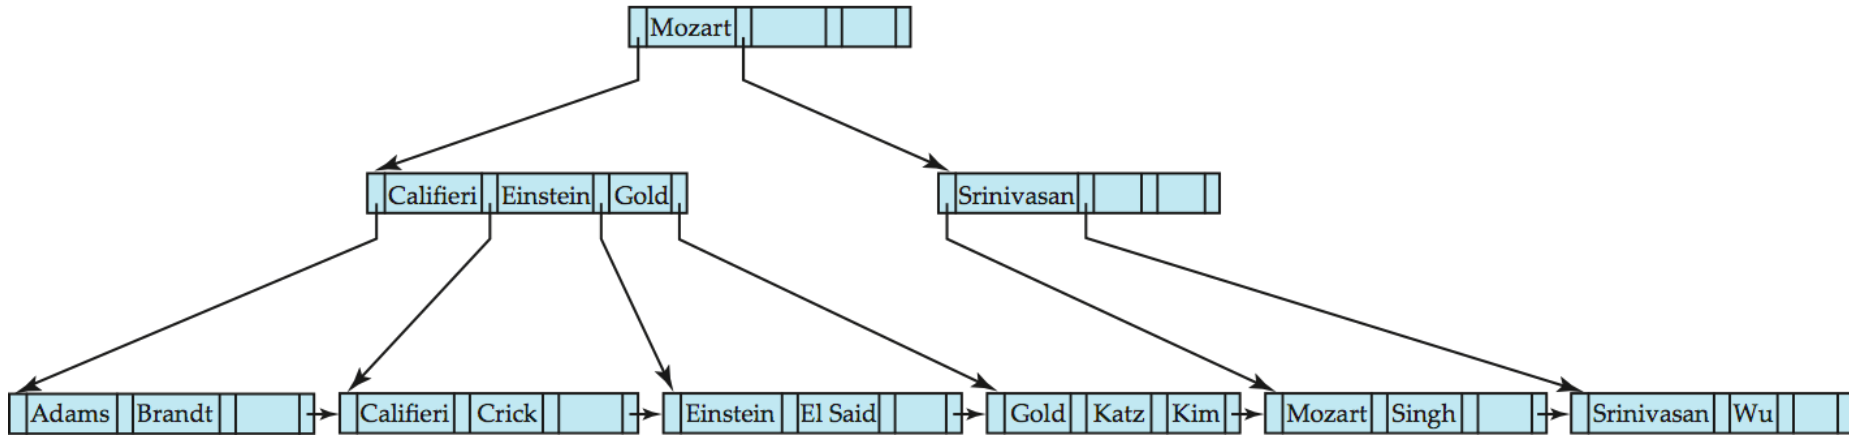 Mozart
Califieri Einstein Gold
Srinivasan
Adams Brandt
Califieri Crick
Einstein El Said
Gold Katz Kim
Mozart Singh
Srinivasan Wu